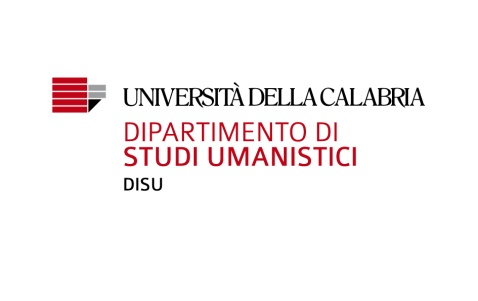 UNIVERSITÀ DELLA CALABRIA
DIPARTIMENTO DI
STUDI UMANISTICI
DISU